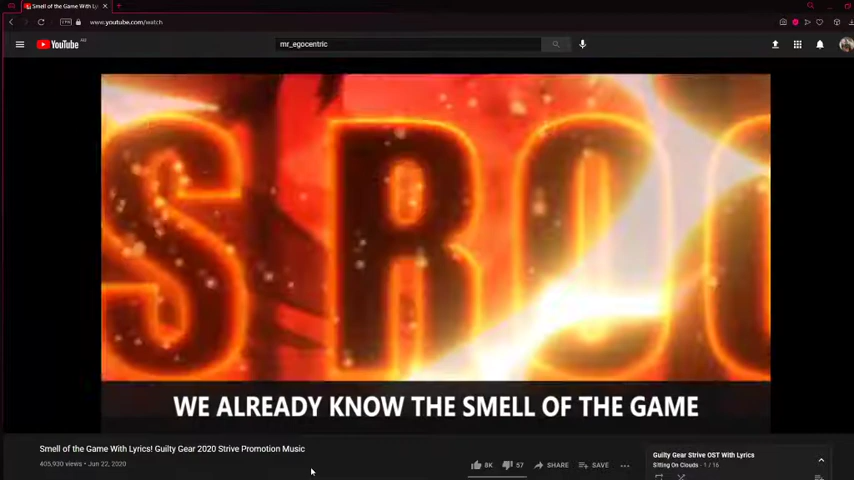 Smell of the Game With Ly
www.youtube.com/watch
YouTube
mr_egocentric
S RO
WE ALREADY KNOW THE SMELL OF THE GAME
Smell of the Game With Lyrics! Guilty Gear 2020 Strive Promotion Music
405,930 views • Jun 22, 2020
8K
57
SHARE
SAVE
Guilty Gear Strive OST With Lyrics
Sitting On Clouds · 1 / 16